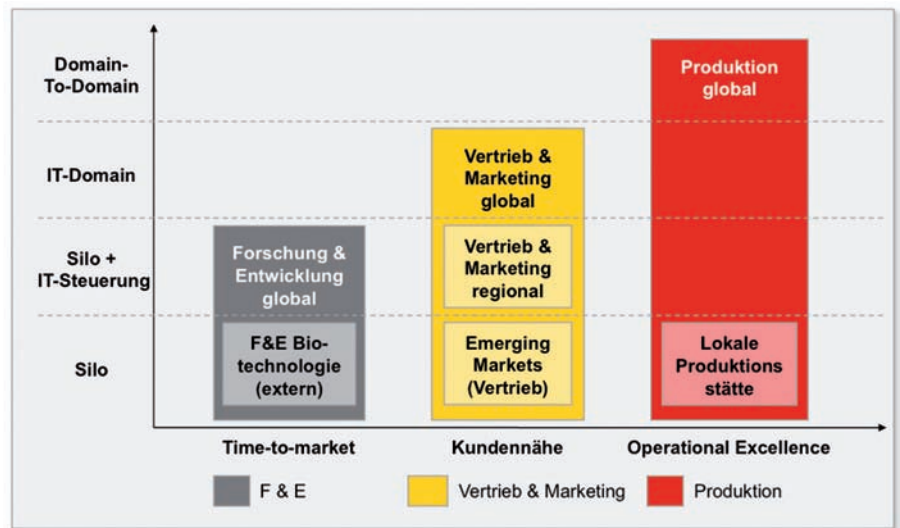 Domain-
To-Domain
IT-Domain
Silo +
IT-Steuerung
Silo
Forschung &
Entwicklung
global
F&E Bio-
technologie
(extern)
Vertrieb &
Marketing
global
Vertrieb &
Marketing
regional
Emerging
Markets
(Vertrieb)
Produktion
global
Lokale
Produktions
stätte
Time-to-market
Kundennähe
Operational Excellence
F & E
Vertrieb & Marketing
Produktion